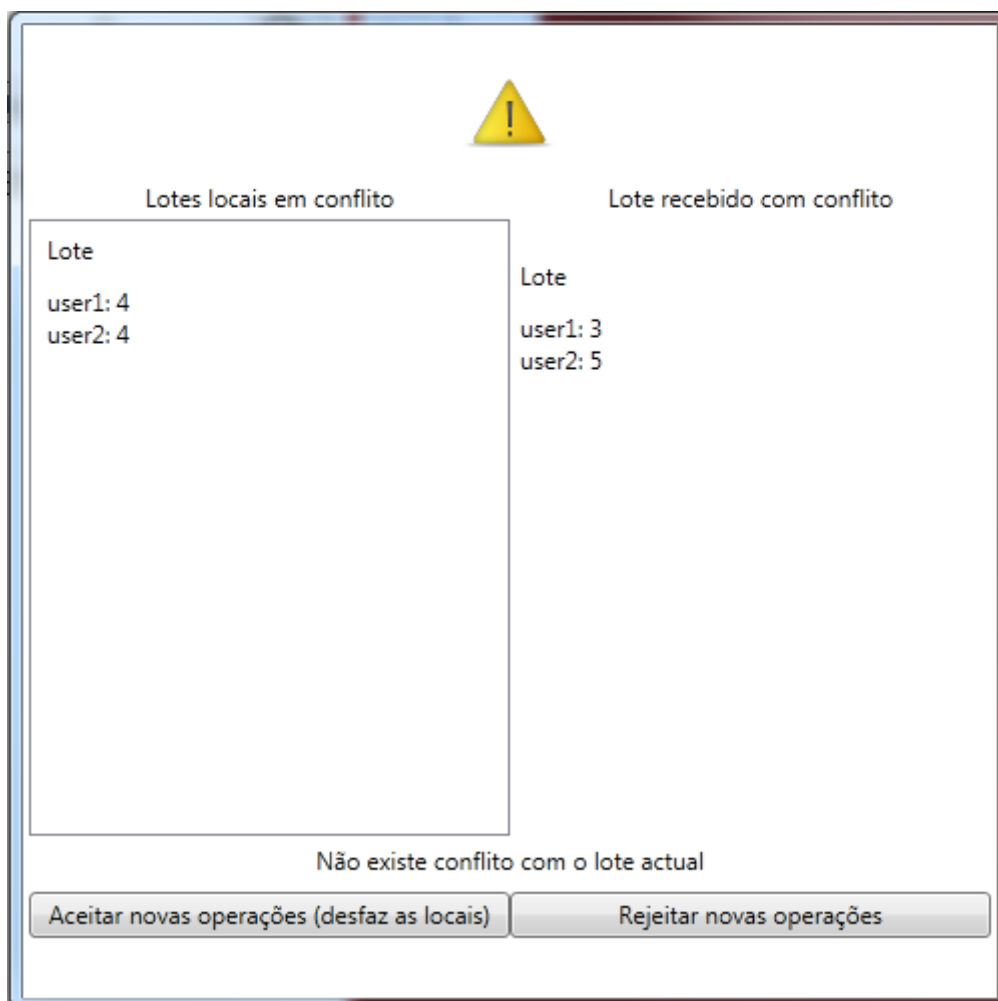 Lotes locais em conflito
Lote recebido com conflito
Lote
user1: 4
user2: 4
Lote
user1: 3
user2: 5
Não existe conflito com o lote actual
Aceitar novas operações (desfaz as locais)
Rejeitar novas operações